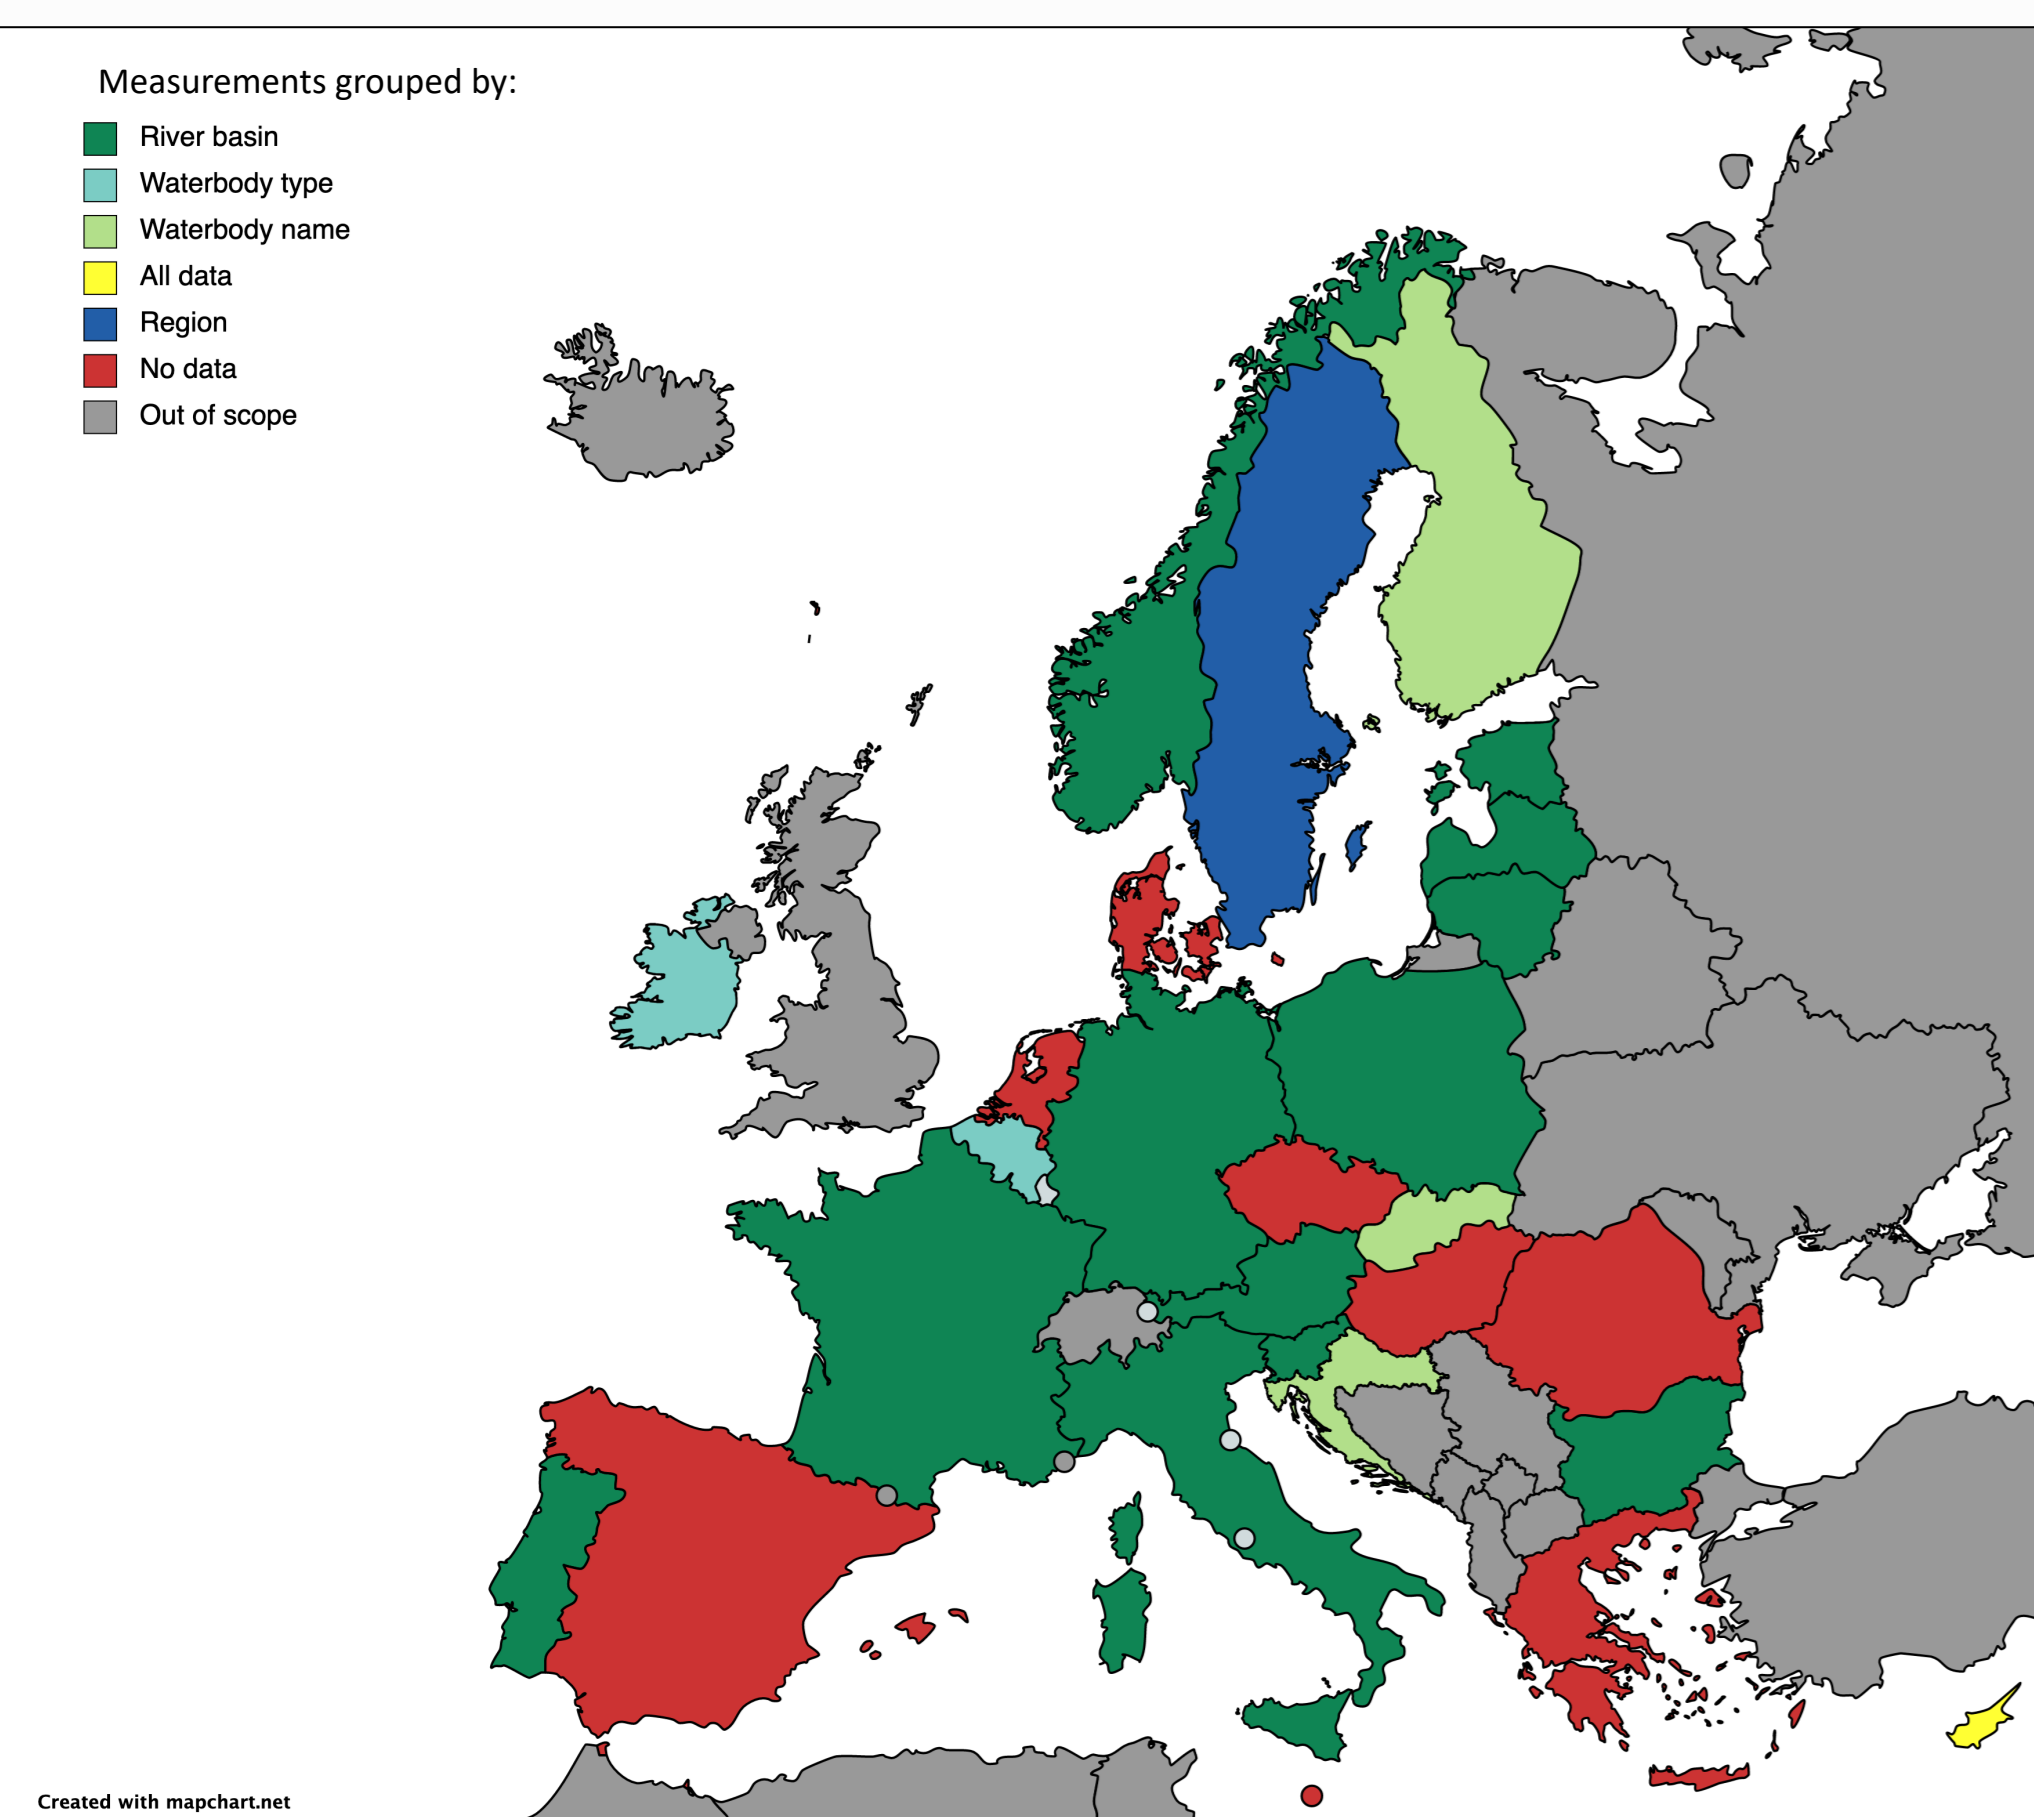 Measurements grouped by:
River basin
Waterbody type
Waterbody name
All data
Region
No data
Out of scope
Created with mapchart.net